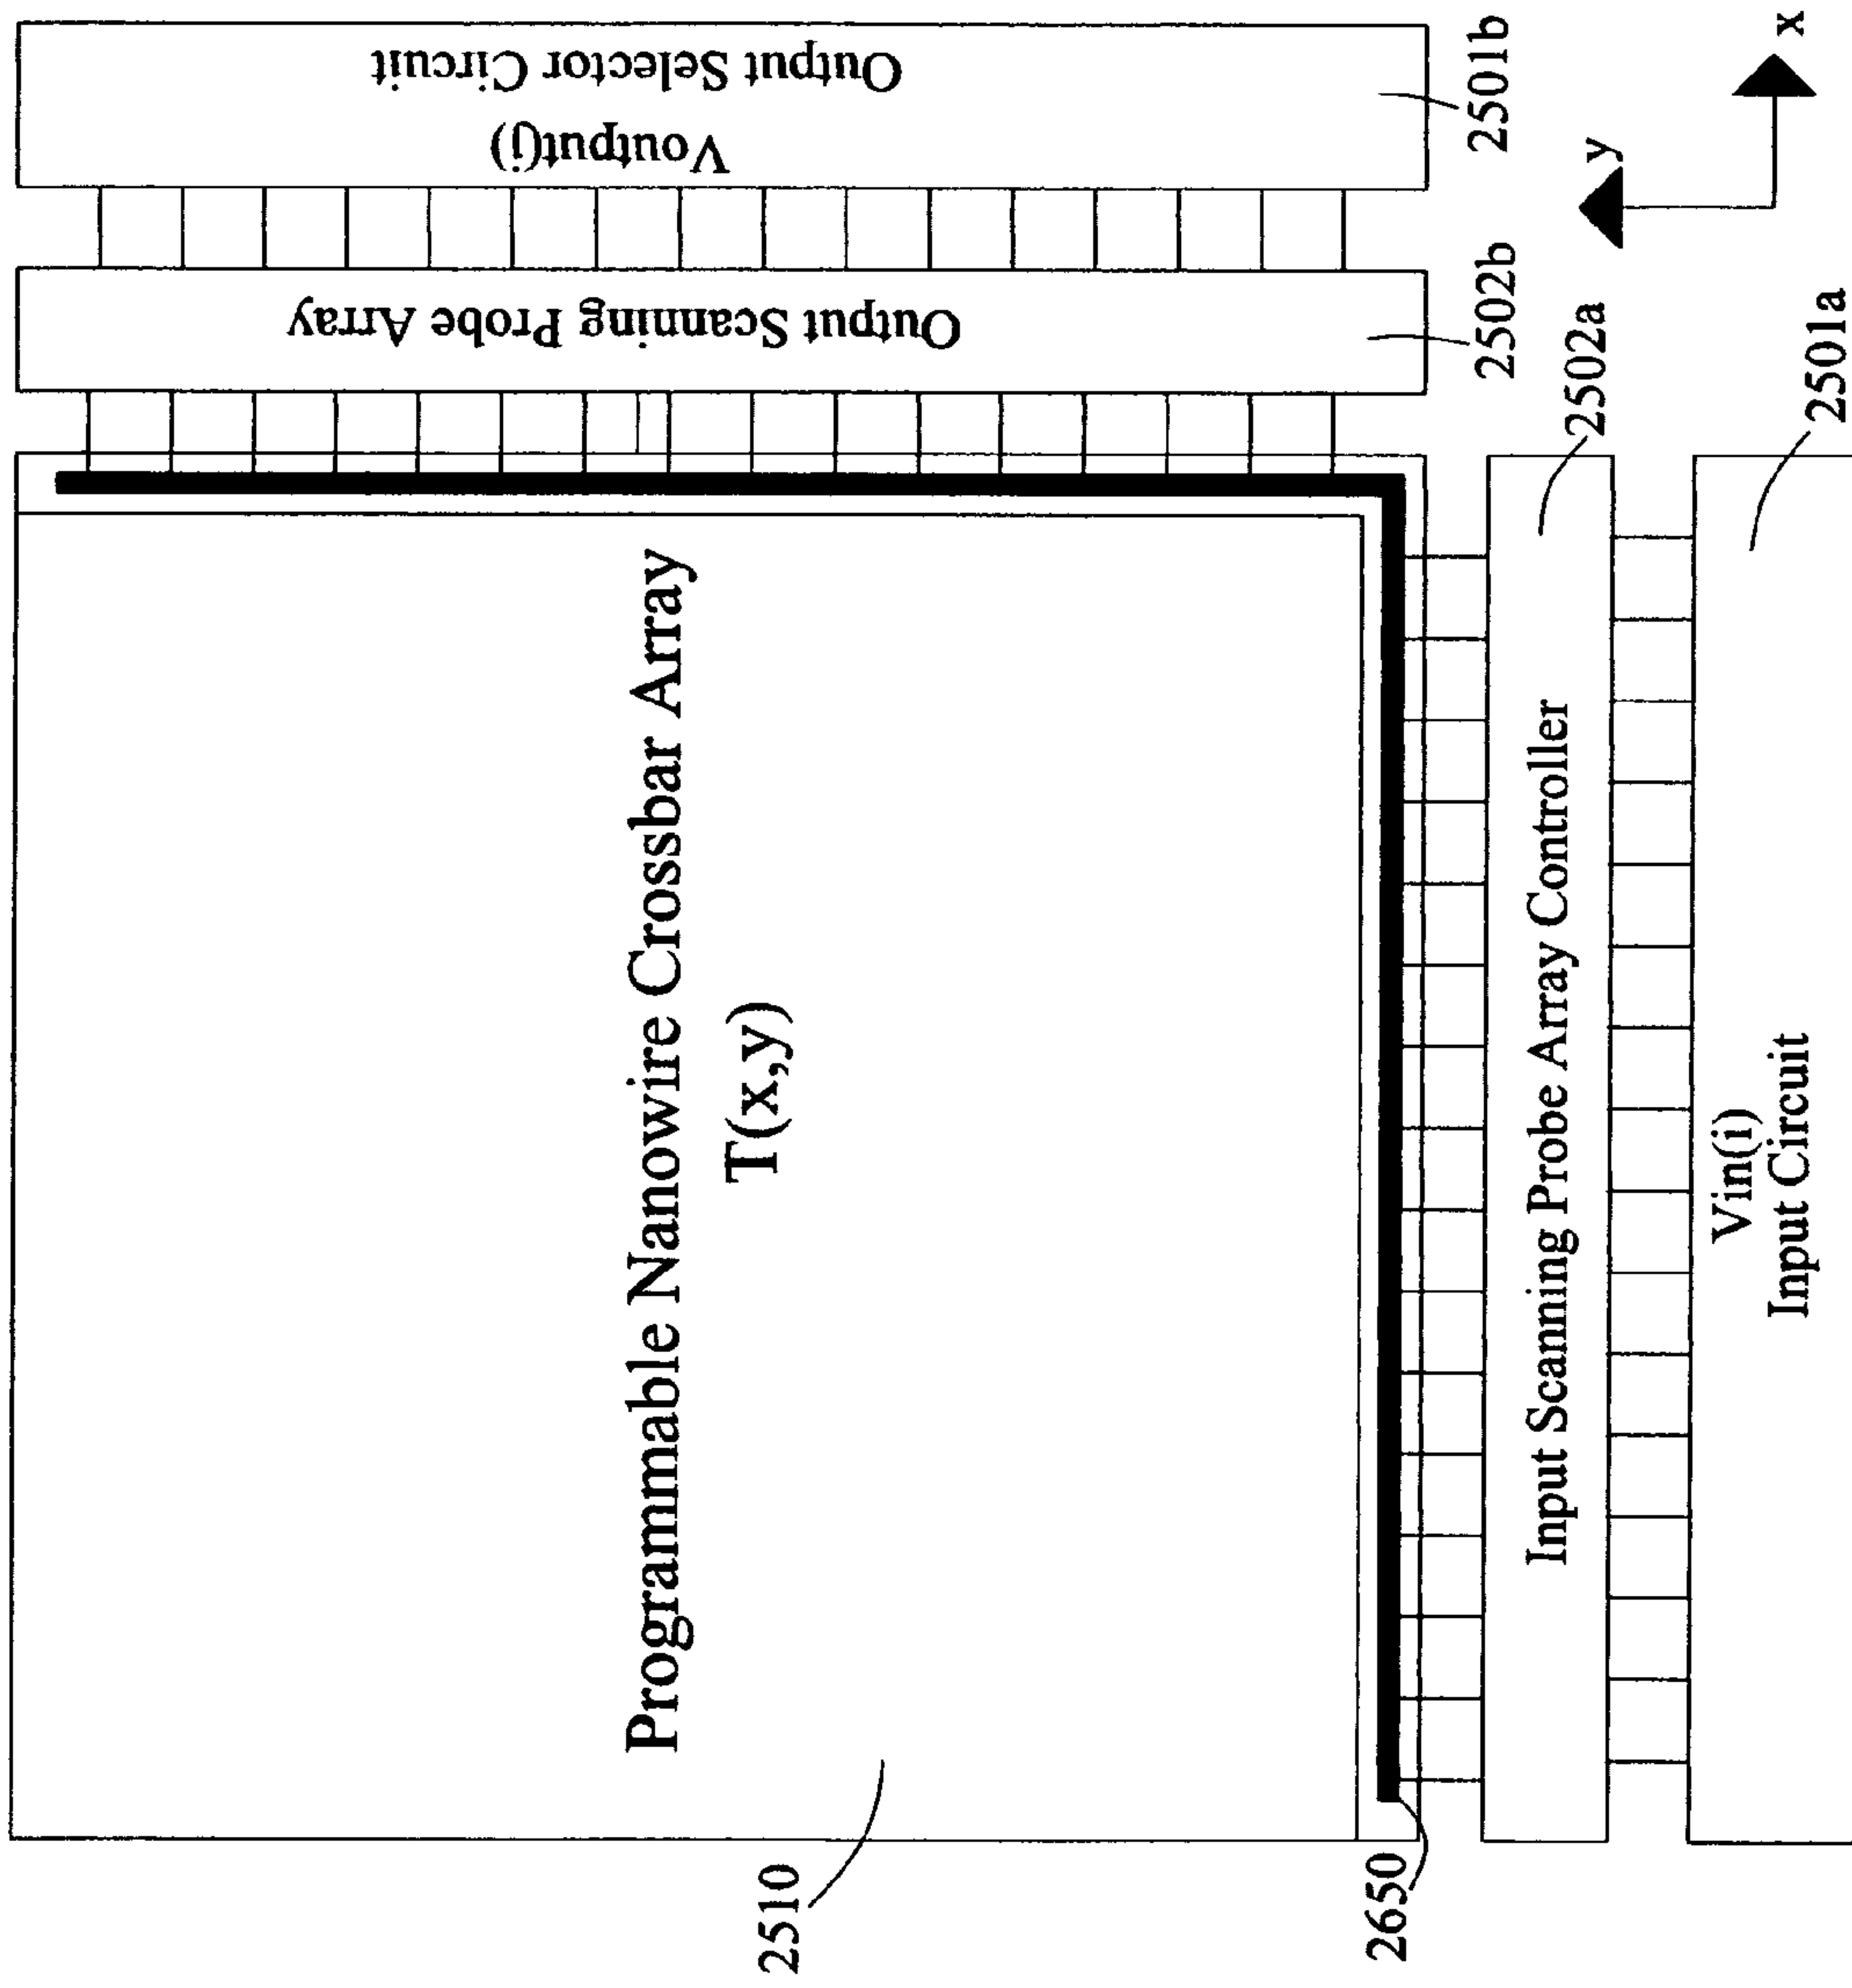 Output Selector Circuit
Voutput(j)
2501b
Output Scanning Probe Array
2502b
y
x
Programmable Nanowire Crossbar Array
T(x,y)
2510
2650
Input Scanning Probe Array Controller
2502a
Vin(i)
Input Circuit
2501a